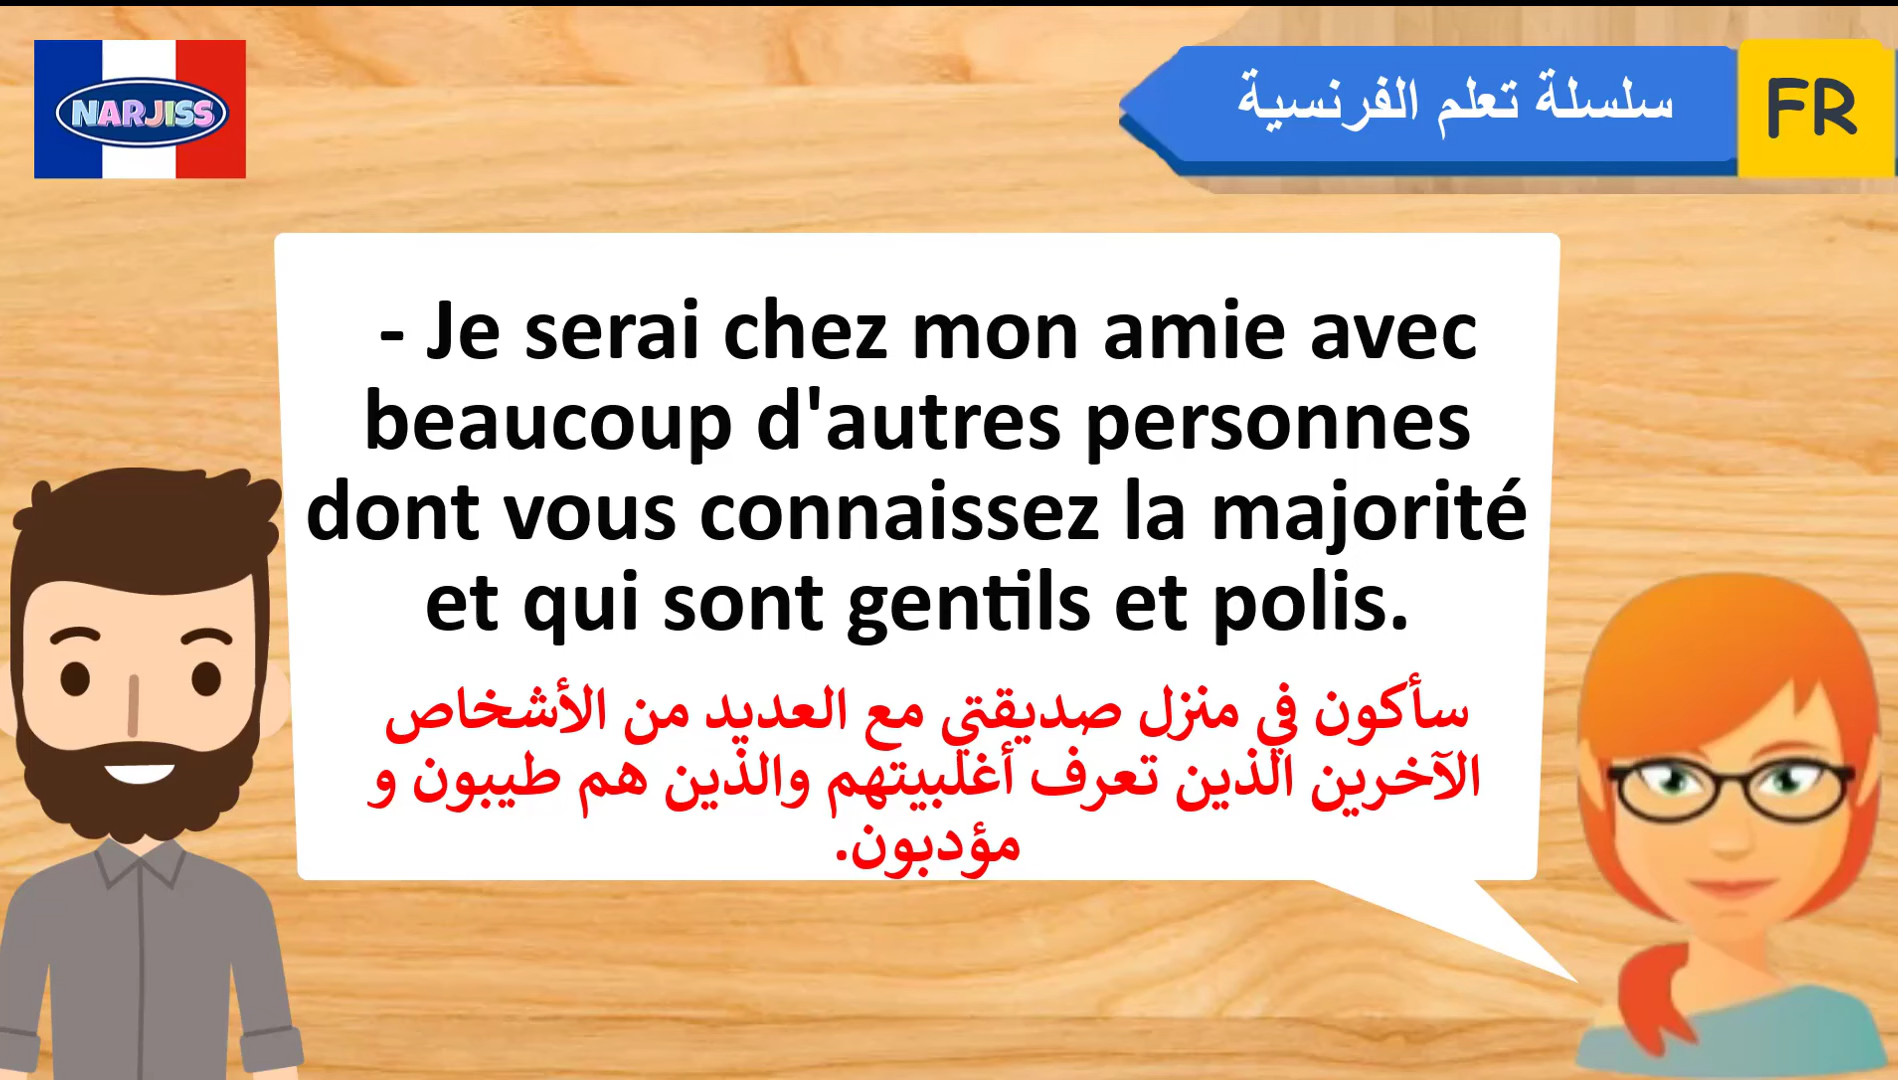 NARJISS
سلسلة تعلم الفرنسية
FR
- Je serai chez mon amie avec
beaucoup d'autres personnes
dont vous connaissez la majorité
et qui sont gentils et polis.
سأكون في منزل صديقتي مع العديد من الأشخاص
الآخرين الذين تعرف أغلبيتهم والذين هم طيبون و
مؤدبون.